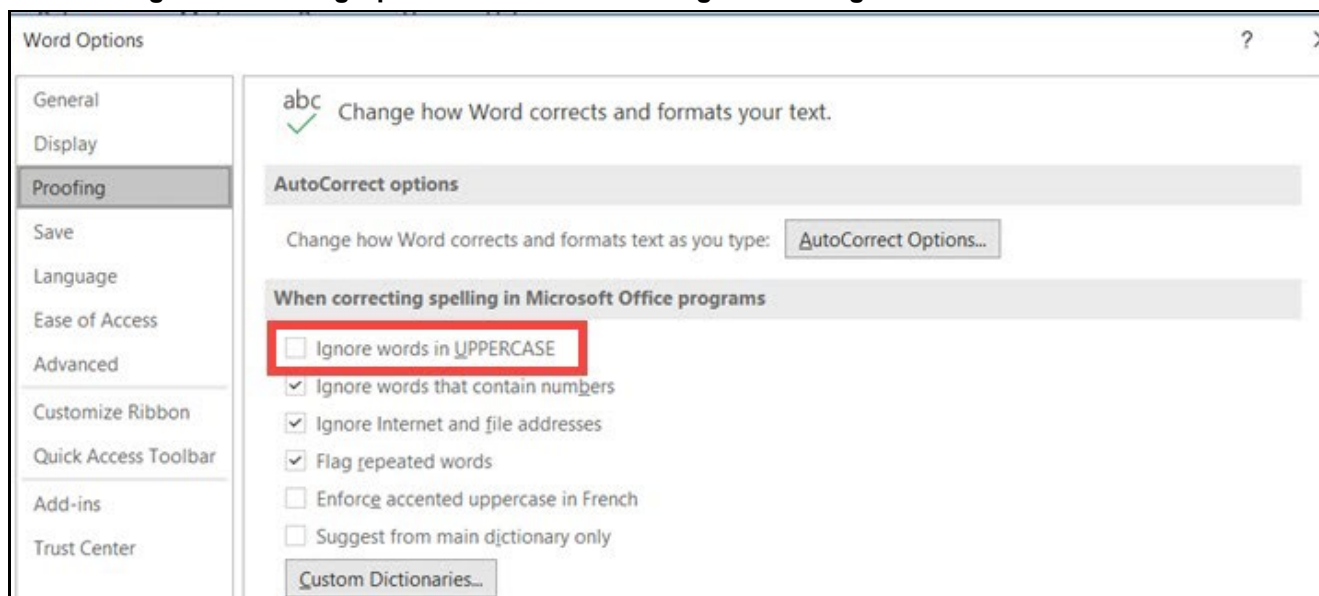 Word Options
?
General
Display
Proofing
Save
Language
Ease of Access
Advanced
Customize Ribbon
Quick Access Toolbar
Add-ins
Trust Center
abc
Change how Word corrects and formats your text.
AutoCorrect options
Change how Word corrects and formats text as you type: AutoCorrect Options...
When correcting spelling in Microsoft Office programs
Ignore words in UPPERCASE
Ignore words that contain numbers
Ignore Internet and file addresses
Flag repeated words
Enforce accented uppercase in French
Suggest from main dictionary only
Custom Dictionaries...